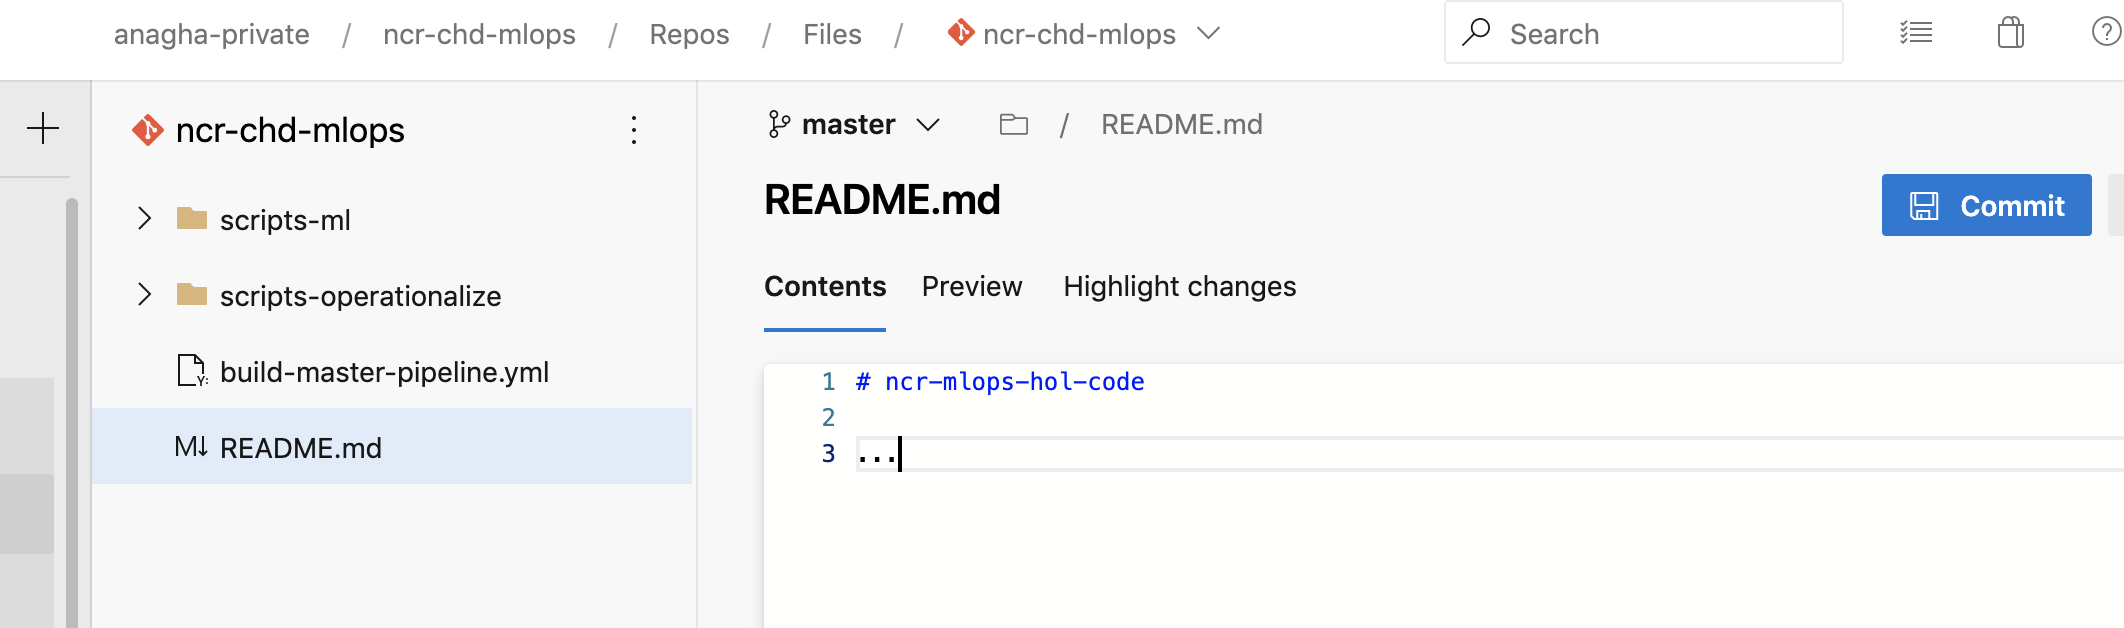 anagha-private / ncr-chd-mlops / Repos / Files / ncr-chd-mlops
Search
ncr-chd-mlops
scripts-ml
scripts-operationalize
build-master-pipeline.yml
README.md
master / README.md
README.md
Commit
Contents Preview Highlight changes
1 # ncr-mlops-hol-code
2
3 ...